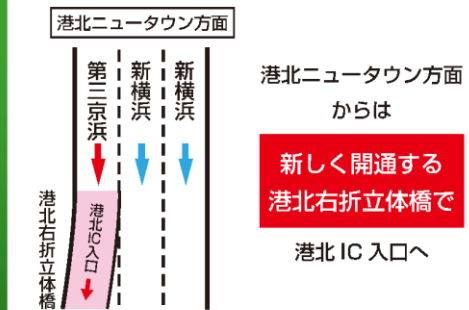 港北ニュータウン方面
第三京浜
新横浜
新横浜
港北IC入口
港北右折立体橋
港北ニュータウン方面
からは
新しく開通する
港北右折立体橋で
港北 IC 入口へ